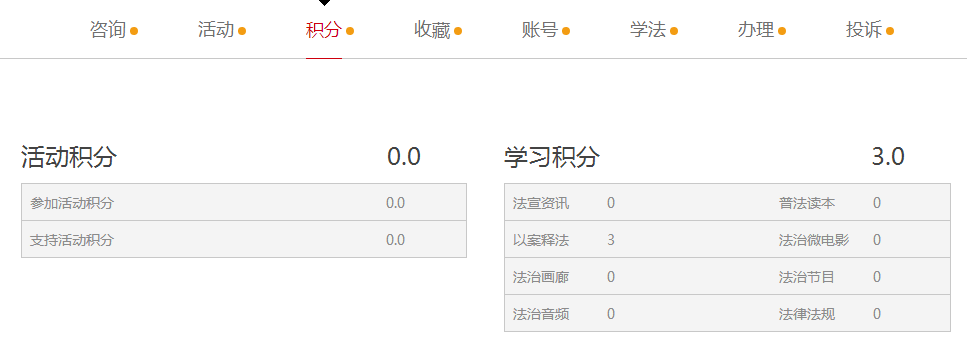 咨询 活动 积分 收藏 账号 学法 办理 投诉
活动积分 0.0
参加活动积分 0.0
支持活动积分 0.0
学习积分 3.0
法宣资讯 0 普法读本 0
以案释法 3 法治微电影 0
法治画廊 0 法治节目 0
法治音频 0 法律法规 0